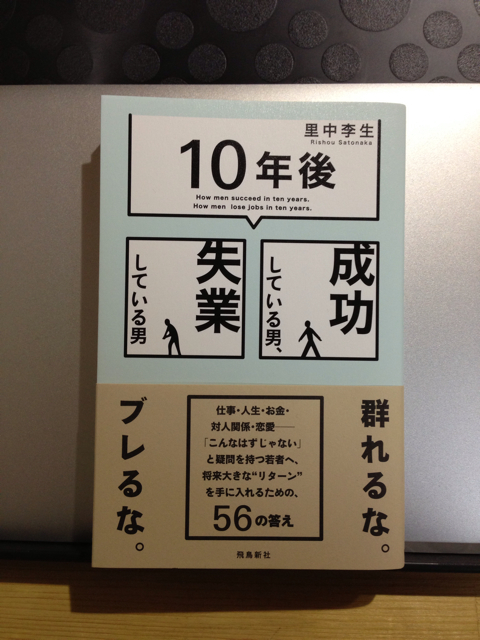 里中李生
Rishou Satonaka
10年後
How men succeed in ten years.
How men lose jobs in ten years.
成功
している男、
失業
している男
群れるな。
仕事・人生・お金・
対人関係・恋愛――
「こんなはずじゃない」
と疑問を持つ若者へ、
将来大きな“リターン”
を手に入れるための、
56の答え
ブレるな。
飛鳥新社